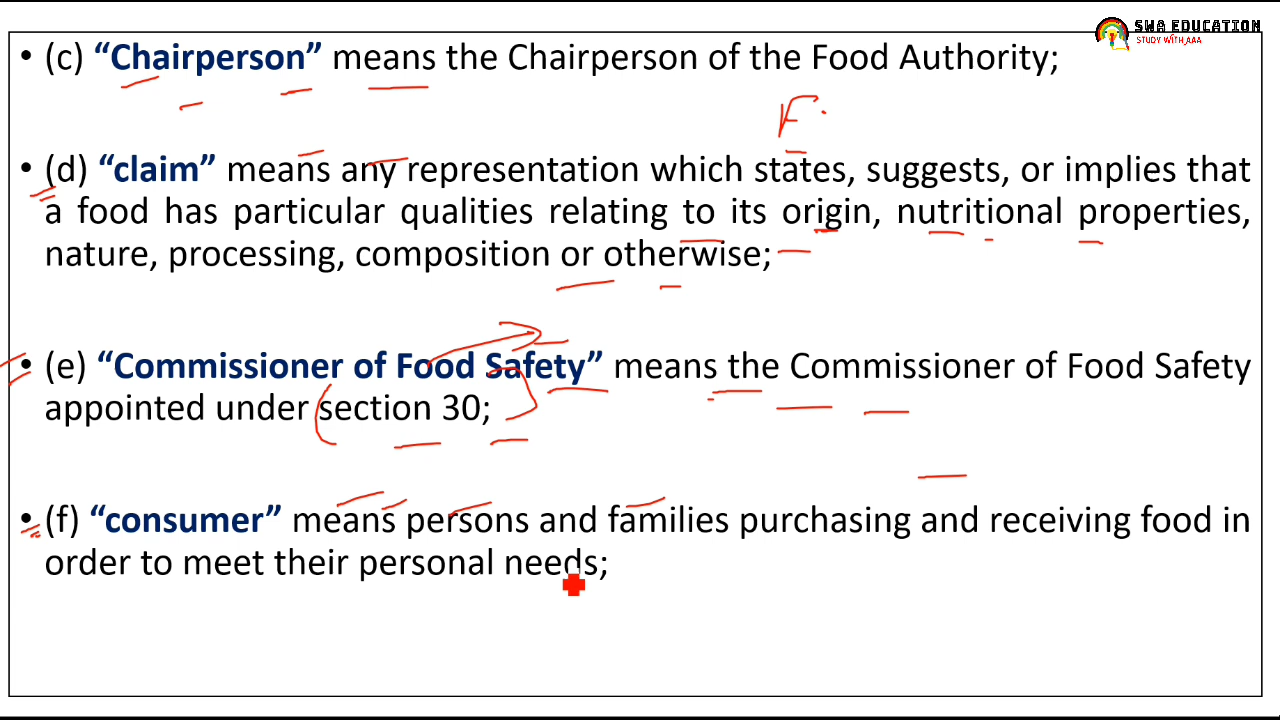 SWA EDUCATION
STUDY WITH AAA
• (c) “Chairperson” means the Chairperson of the Food Authority;
F
• (d) “claim” means any representation which states, suggests, or implies that
a food has particular qualities relating to its origin, nutritional properties,
nature, processing, composition or otherwise;
• (e) “Commissioner of Food Safety” means the Commissioner of Food Safety
appointed under section 30;
• (f) “consumer” means persons and families purchasing and receiving food in
order to meet their personal needs;